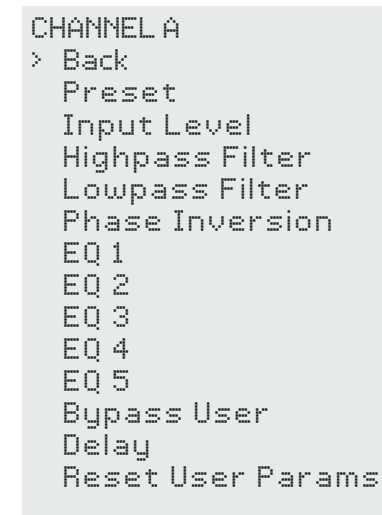 CHANNEL A
> Back
Preset
Input Level
Highpass Filter
Lowpass Filter
Phase Inversion
EQ 1
EQ 2
EQ 3
EQ 4
EQ 5
Bypass User
Delay
Reset User Params